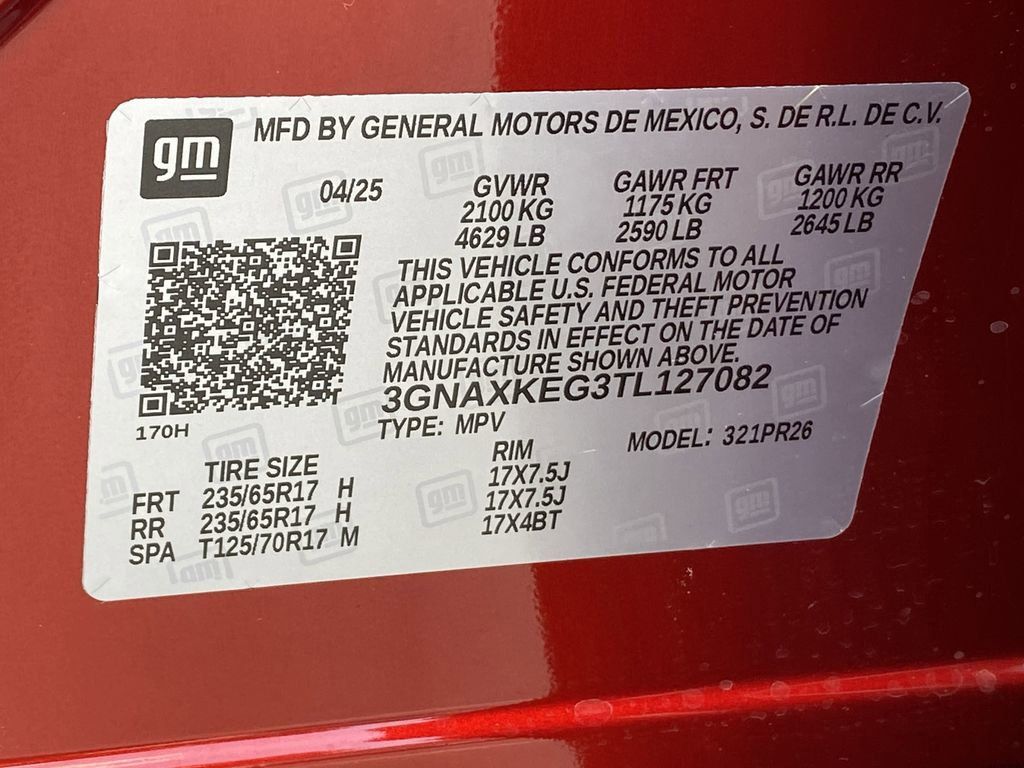 gm MFD BY GENERAL MOTORS DE MEXICO, S. DE R.L. DE C.V.
04/25 GVWR GAWR FRT GAWR RR
2100 KG 1175 KG 1200 KG
4629 LB 2590 LB 2645 LB
THIS VEHICLE CONFORMS TO ALL
APPLICABLE U.S. FEDERAL MOTOR
VEHICLE SAFETY AND THEFT PREVENTION
STANDARDS IN EFFECT ON THE DATE OF
MANUFACTURE SHOWN ABOVE.
3GNAXKEG3TL127082
170H
TYPE: MPV MODEL: 321PR26
TIRE SIZE RIM
FRT 235/65R17 H 17X7.5J
RR 235/65R17 H 17X7.5J
SPA T125/70R17 M 17X4BT